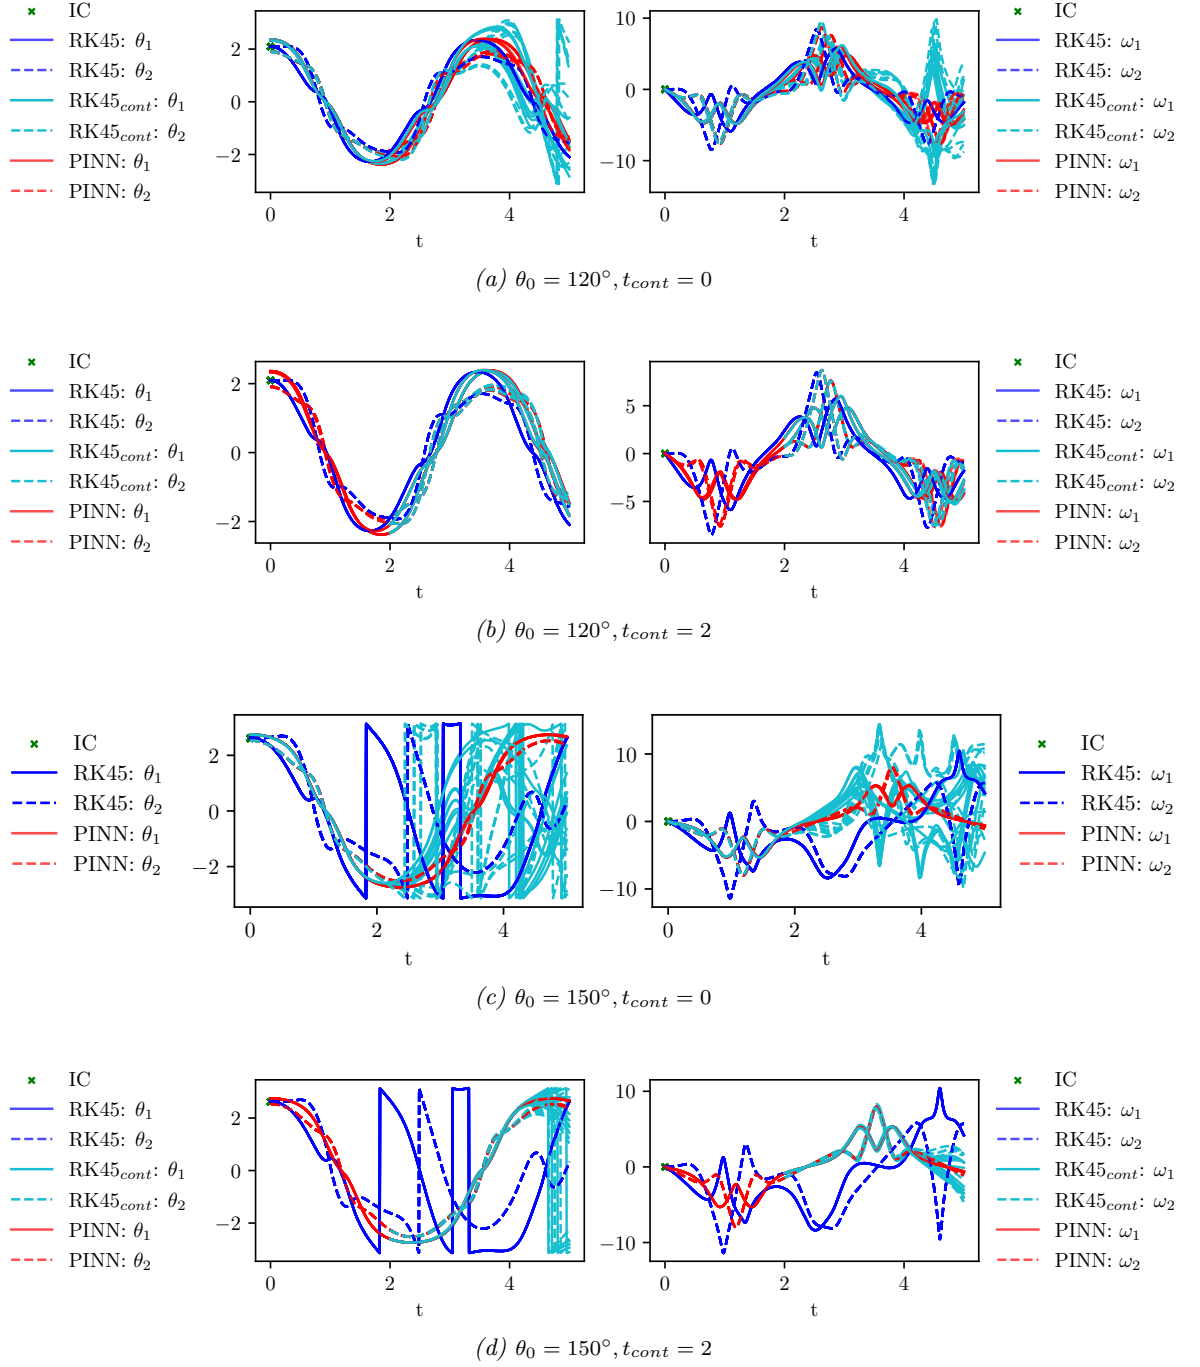 IC
RK45: θ₁
RK45: θ₂
RK45cont: θ₁
RK45cont: θ₂
PINN: θ₁
PINN: θ₂
2
0
−2
0
2
4
t
10
0
−10
0
2
4
t
IC
RK45: ω₁
RK45: ω₂
RK45cont: ω₁
RK45cont: ω₂
PINN: ω₁
PINN: ω₂
(a) θ₀ = 120°, tcont = 0
IC
RK45: θ₁
RK45: θ₂
RK45cont: θ₁
RK45cont: θ₂
PINN: θ₁
PINN: θ₂
2
0
−2
0
2
4
t
5
0
−5
0
2
4
t
IC
RK45: ω₁
RK45: ω₂
RK45cont: ω₁
RK45cont: ω₂
PINN: ω₁
PINN: ω₂
(b) θ₀ = 120°, tcont = 2
IC
RK45: θ₁
RK45: θ₂
PINN: θ₁
PINN: θ₂
2
0
−2
0
2
4
t
10
0
−10
0
2
4
t
IC
RK45: ω₁
RK45: ω₂
PINN: ω₁
PINN: ω₂
(c) θ₀ = 150°, tcont = 0
IC
RK45: θ₁
RK45: θ₂
RK45cont: θ₁
RK45cont: θ₂
PINN: θ₁
PINN: θ₂
2
0
−2
0
2
4
t
10
0
−10
0
2
4
t
IC
RK45: ω₁
RK45: ω₂
RK45cont: ω₁
RK45cont: ω₂
PINN: ω₁
PINN: ω₂
(d) θ₀ = 150°, tcont = 2